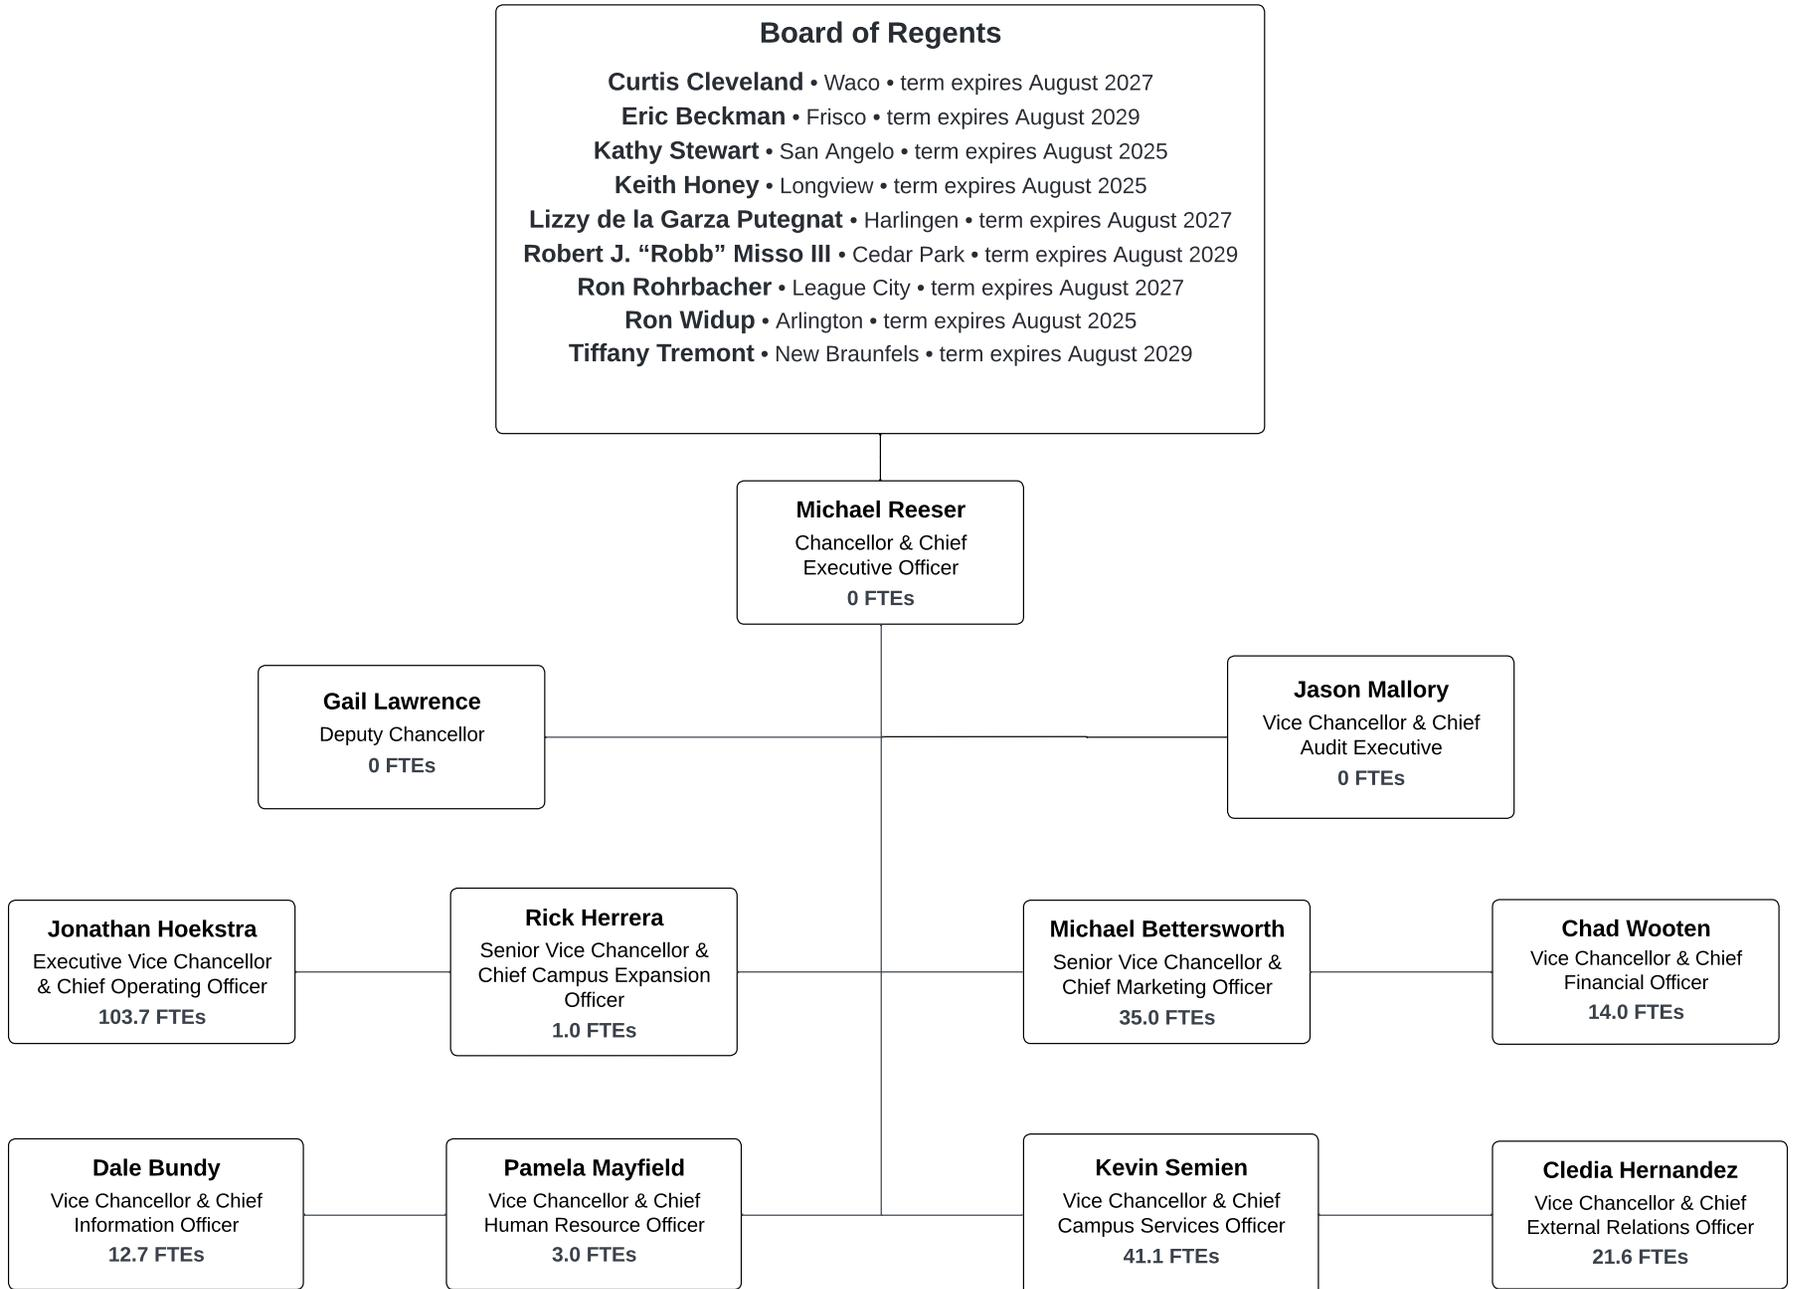 Board of Regents
Curtis Cleveland • Waco • term expires August 2027
Eric Beckman • Frisco • term expires August 2029
Kathy Stewart • San Angelo • term expires August 2025
Keith Honey • Longview • term expires August 2025
Lizzy de la Garza Putegnat • Harlingen • term expires August 2027
Robert J. “Robb” Misso III • Cedar Park • term expires August 2029
Ron Rohrbacher • League City • term expires August 2027
Ron Widup • Arlington • term expires August 2025
Tiffany Tremont • New Braunfels • term expires August 2029
Michael Reeser
Chancellor & Chief
Executive Officer
0 FTEs
Gail Lawrence
Deputy Chancellor
0 FTEs
Jason Mallory
Vice Chancellor & Chief
Audit Executive
0 FTEs
Jonathan Hoekstra
Executive Vice Chancellor
& Chief Operating Officer
103.7 FTEs
Rick Herrera
Senior Vice Chancellor &
Chief Campus Expansion
Officer
1.0 FTEs
Michael Bettersworth
Senior Vice Chancellor &
Chief Marketing Officer
35.0 FTEs
Chad Wooten
Vice Chancellor & Chief
Financial Officer
14.0 FTEs
Dale Bundy
Vice Chancellor & Chief
Information Officer
12.7 FTEs
Pamela Mayfield
Vice Chancellor & Chief
Human Resource Officer
3.0 FTEs
Kevin Semien
Vice Chancellor & Chief
Campus Services Officer
41.1 FTEs
Cledia Hernandez
Vice Chancellor & Chief
External Relations Officer
21.6 FTEs